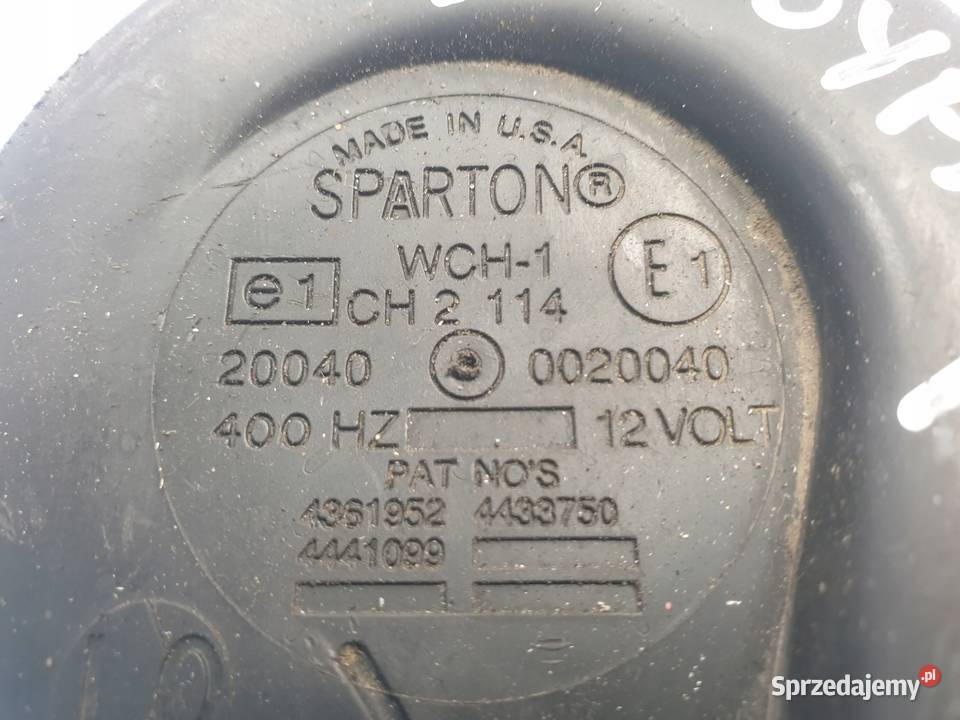 MADE IN U.S.A.
SPARTON®
WCH-1
e1 CH 2 114 E1
20040 0020040
400 HZ 12 VOLT
PAT NO'S
4361952 4433750
4441099
Sprzedajemy.pl